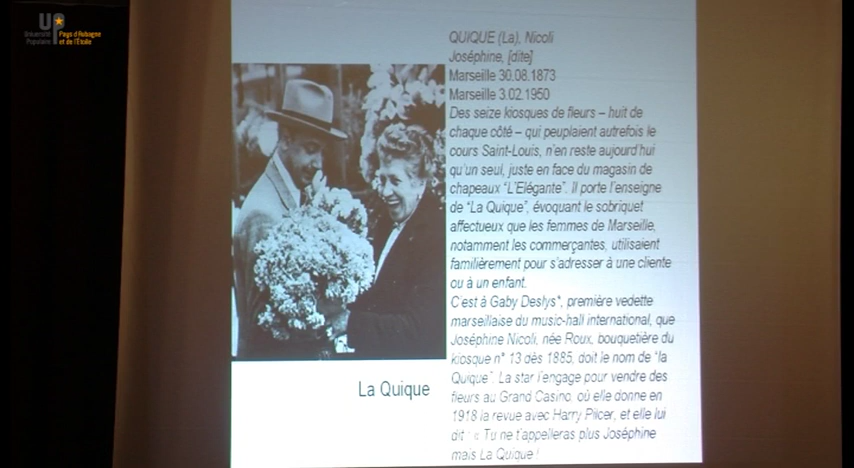 UP
Université
Populaire
Pays d'Aubagne
et de l'Étoile
QUIQUE (La), Nicoli
Joséphine, [dite]
Marseille 30.08.1873
Marseille 3.02.1950
Des seize kiosques de fleurs – huit de
chaque côté – qui peuplaient autrefois le
cours Saint-Louis, n'en reste aujourd'hui
qu'un seul, juste en face du magasin de
chapeaux "L'Elégante". Il porte l'enseigne
de "La Quique", évoquant le sobriquet
affectueux que les femmes de Marseille,
notamment les commerçantes, utilisaient
familièrement pour s'adresser à une cliente
ou à un enfant.
C'est à Gaby Deslys*, première vedette
marseillaise du music-hall international, que
Joséphine Nicoli, née Roux, bouquetière du
kiosque n° 13 dès 1885, doit le nom de "la
Quique". La star l'engage pour vendre des
fleurs au Grand Casino, où elle donne en
1918 la revue avec Harry Pilcer, et elle lui
dit : « Tu ne t'appelleras plus Joséphine
mais La Quique !
La Quique